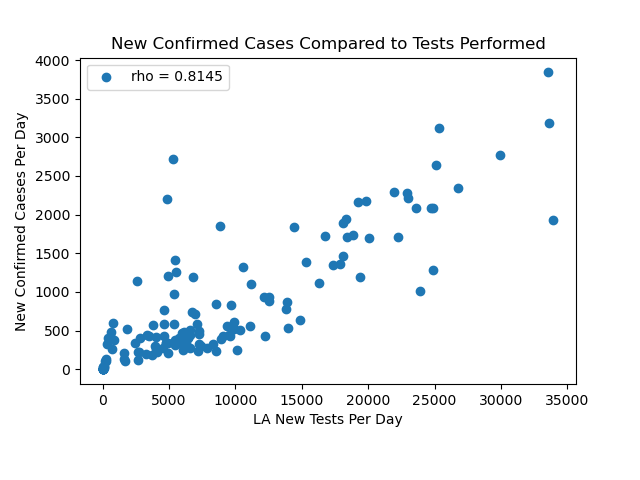 New Confirmed Cases Compared to Tests Performed
rho = 0.8145
New Confirmed Caeses Per Day
4000
3500
3000
2500
2000
1500
1000
500
0
0 5000 10000 15000 20000 25000 30000 35000
LA New Tests Per Day